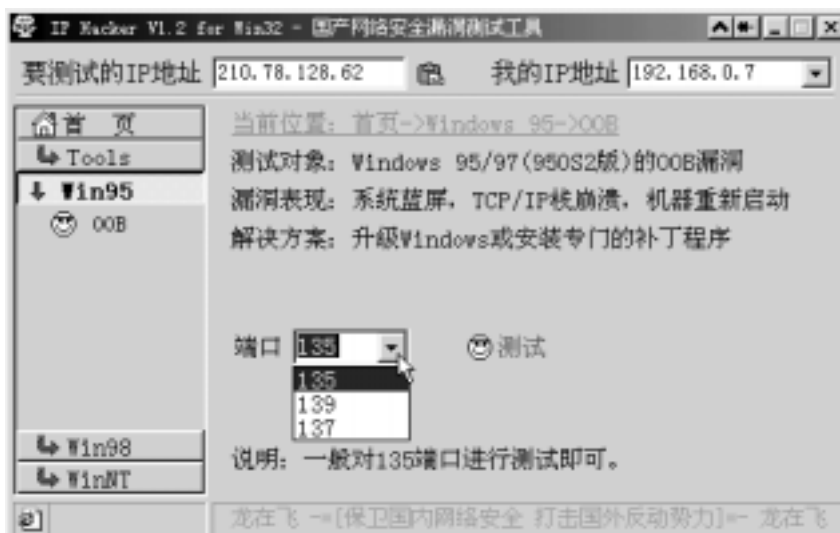 IP Hacker V1.2 for Win32 - 国产网络安全漏洞测试工具
要测试的IP地址 210.78.128.62 我的IP地址 192.168.0.7
首 页
Tools
Win95
OOB
当前位置：首页->Windows 95->OOB
测试对象：Windows 95/97(95OS2版)的OOB漏洞
漏洞表现：系统蓝屏，TCP/IP栈崩溃，机器重新启动
解决方案：升级Windows或安装专门的补丁程序
端口 135 测试
135
139
137
说明：一般对135端口进行测试即可。
Win98
WinNT
龙在飞 -=[保卫国内网络安全 打击国外反动势力]=- 龙在飞